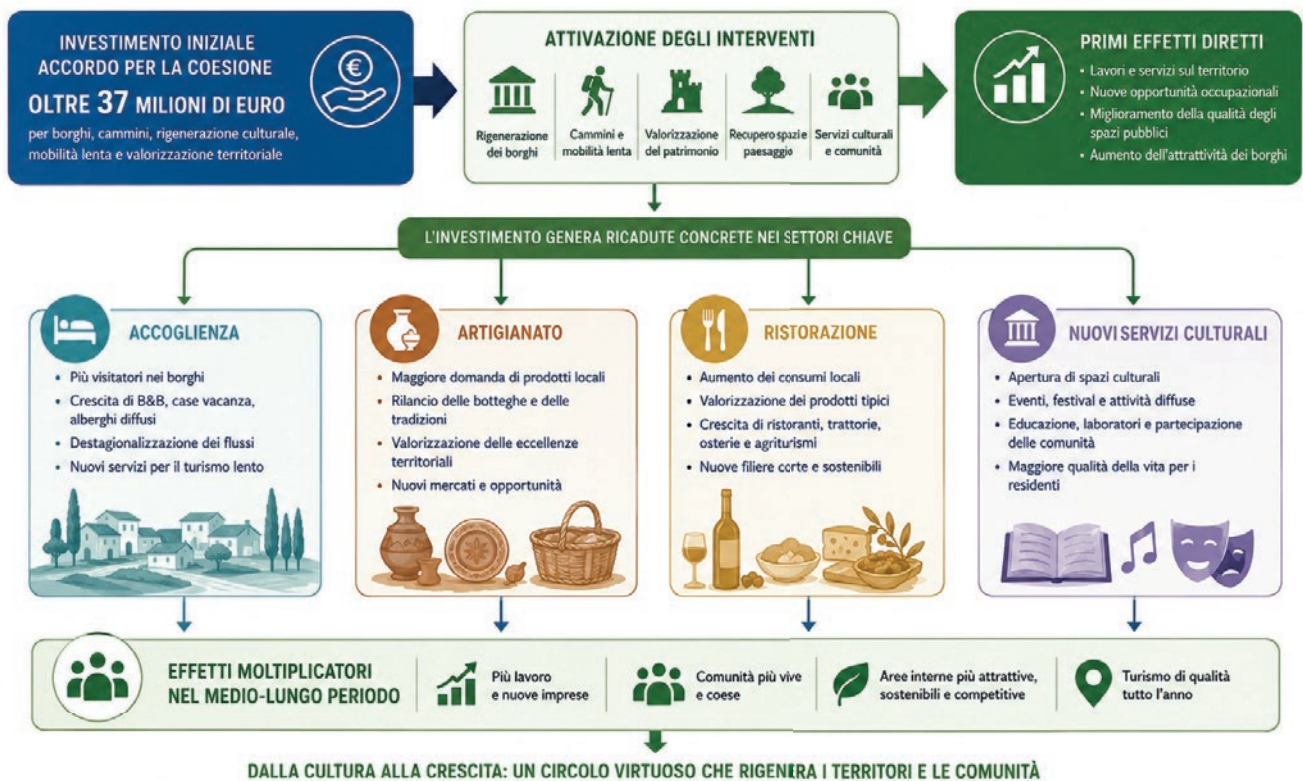 INVESTIMENTO INIZIALE
ACCORDO PER LA COESIONE
OLTRE 37 MILIONI DI EURO
per borghi, cammini, rigenerazione culturale,
mobilità lenta e valorizzazione territoriale
€
ATTIVAZIONE DEGLI INTERVENTI
Rigenerazione
dei borghi
Cammini e
mobilità lenta
Valorizzazione
del patrimonio
Recupero spazi e
paesaggio
Servizi culturali
e comunità
PRIMI EFFETTI DIRETTI
• Lavori e servizi sul territorio
• Nuove opportunità occupazionali
• Miglioramento della qualità degli
spazi pubblici
• Aumento dell'attrattività dei borghi
L'INVESTIMENTO GENERA RICADUTE CONCRETE NEI SETTORI CHIAVE
ACCOGLIENZA
• Più visitatori nei borghi
• Crescita di B&B, case vacanza,
alberghi diffusi
• Destagionalizzazione dei flussi
• Nuovi servizi per il turismo lento
ARTIGIANATO
• Maggiore domanda di prodotti locali
• Rilancio delle botteghe e delle
tradizioni
• Valorizzazione delle eccellenze
territoriali
• Nuovi mercati e opportunità
RISTORAZIONE
• Aumento dei consumi locali
• Valorizzazione dei prodotti tipici
• Crescita di ristoranti, trattorie,
osterie e agriturismi
• Nuove filiere corte e sostenibili
NUOVI SERVIZI CULTURALI
• Apertura di spazi culturali
• Eventi, festival e attività diffuse
• Educazione, laboratori e partecipazione
delle comunità
• Maggiore qualità della vita per i
residenti
EFFETTI MOLTIPLICATORI
NEL MEDIO-LUNGO PERIODO
Più lavoro
e nuove imprese
Comunità più vive
e coese
Aree interne più attrattive,
sostenibili e competitive
Turismo di qualità
tutto l'anno
DALLA CULTURA ALLA CRESCITA: UN CIRCOLO VIRTUOSO CHE RIGENERA I TERRITORI E LE COMUNITÀ